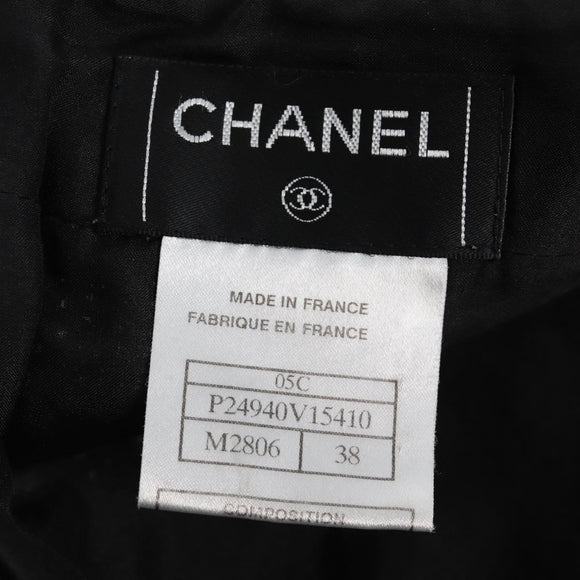 CHANEL
MADE IN FRANCE
FABRIQUE EN FRANCE
05C
P24940V15410
M2806 38
COMPOSITION